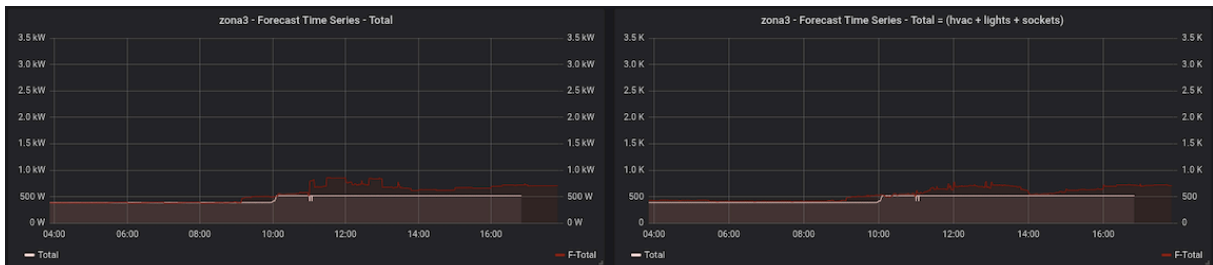 zona3 - Forecast Time Series - Total
3.5 kW 3.5 kW
3.0 kW 3.0 kW
2.5 kW 2.5 kW
2.0 kW 2.0 kW
1.5 kW 1.5 kW
1.0 kW 1.0 kW
500 W 500 W
0 W 0 W
04:00 06:00 08:00 10:00 12:00 14:00 16:00
Total F-Total
zona3 - Forecast Time Series - Total = (hvac + lights + sockets)
3.5 K 3.5 K
3.0 K 3.0 K
2.5 K 2.5 K
2.0 K 2.0 K
1.5 K 1.5 K
1.0 K 1.0 K
500 500
0 0
04:00 06:00 08:00 10:00 12:00 14:00 16:00
Total F-Total